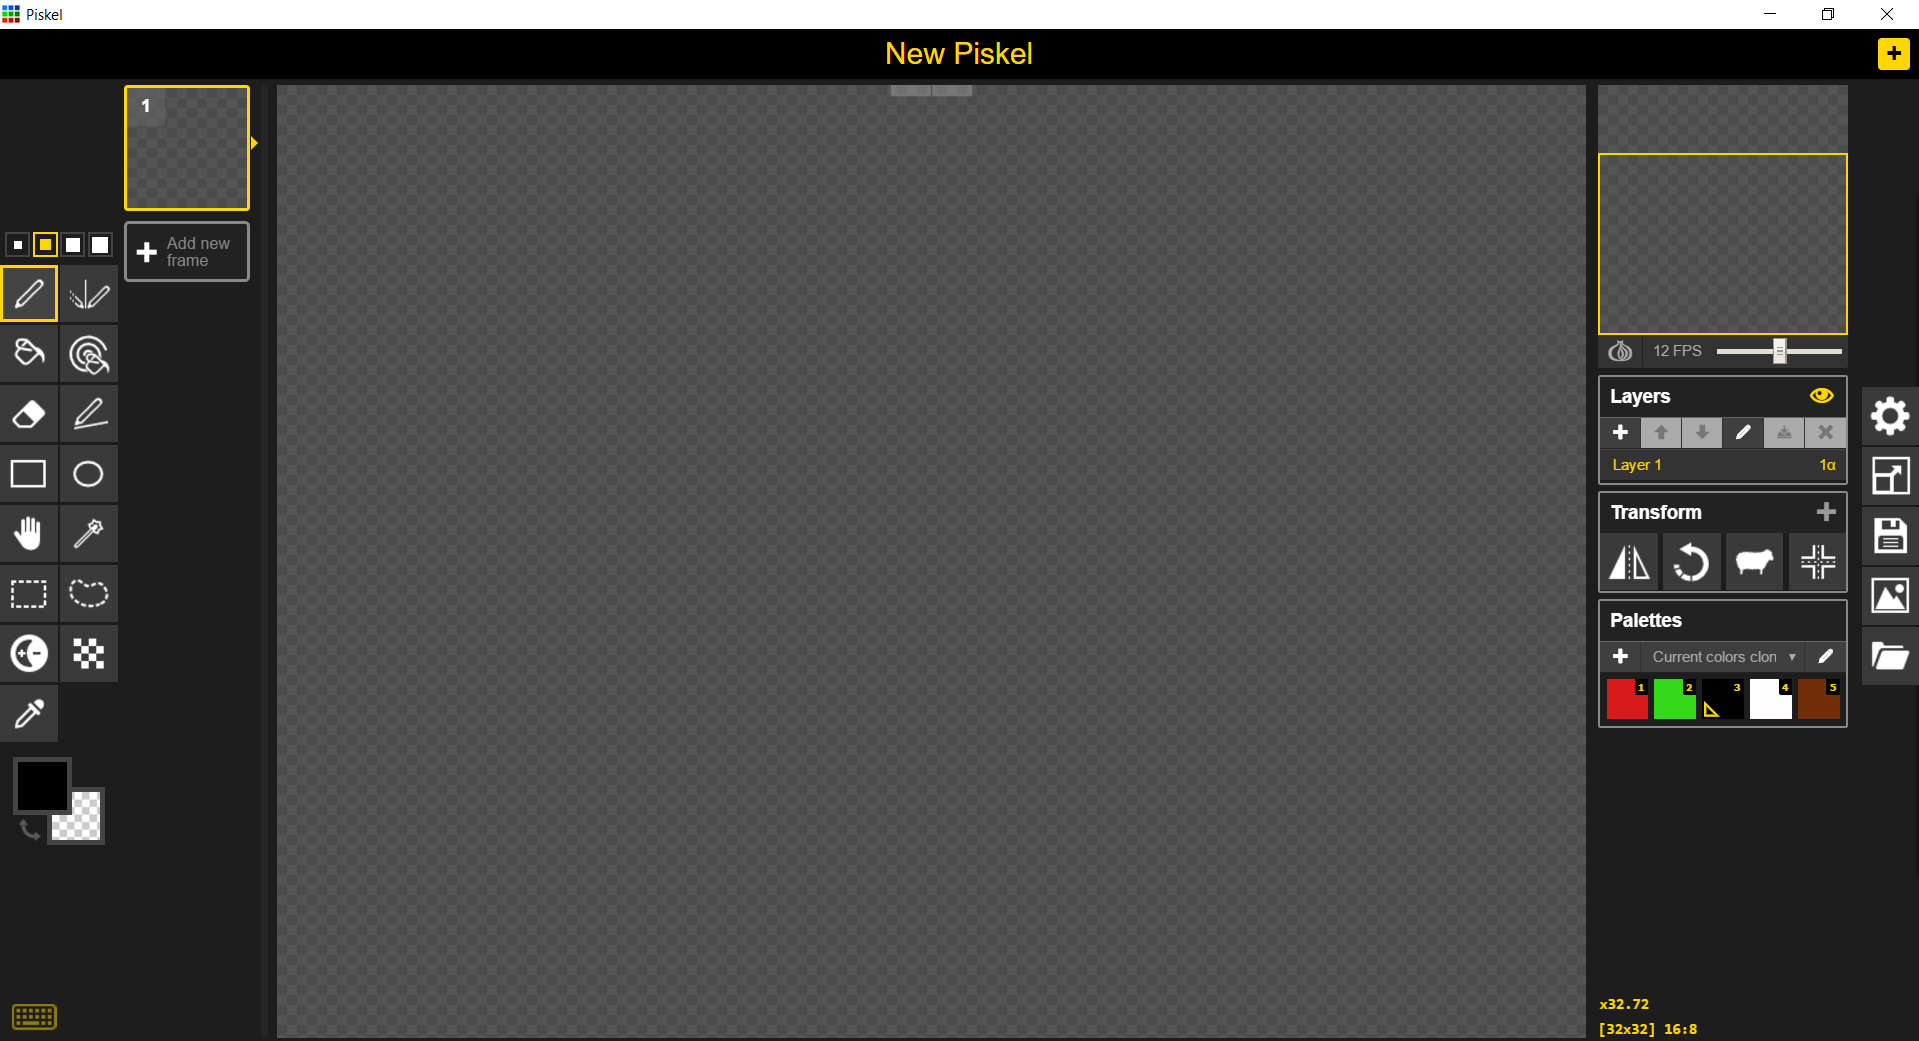 Piskel
New Piskel
1
Add new
frame
12 FPS
Layers
Layer 1
1α
Transform
Palettes
Current colors clon
1 2 3 4 5
x32.72
[32x32] 16:8